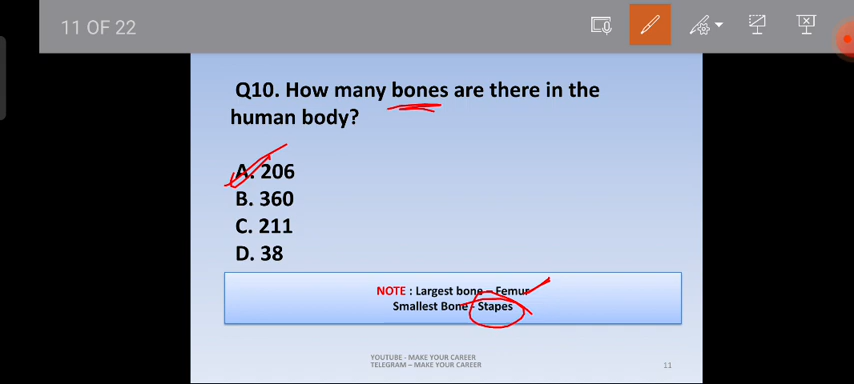 11 OF 22
Q10. How many bones are there in the
human body?
A. 206
B. 360
C. 211
D. 38
NOTE : Largest bone – Femur
Smallest Bone - Stapes
YOUTUBE - MAKE YOUR CAREER
TELEGRAM – MAKE YOUR CAREER
11